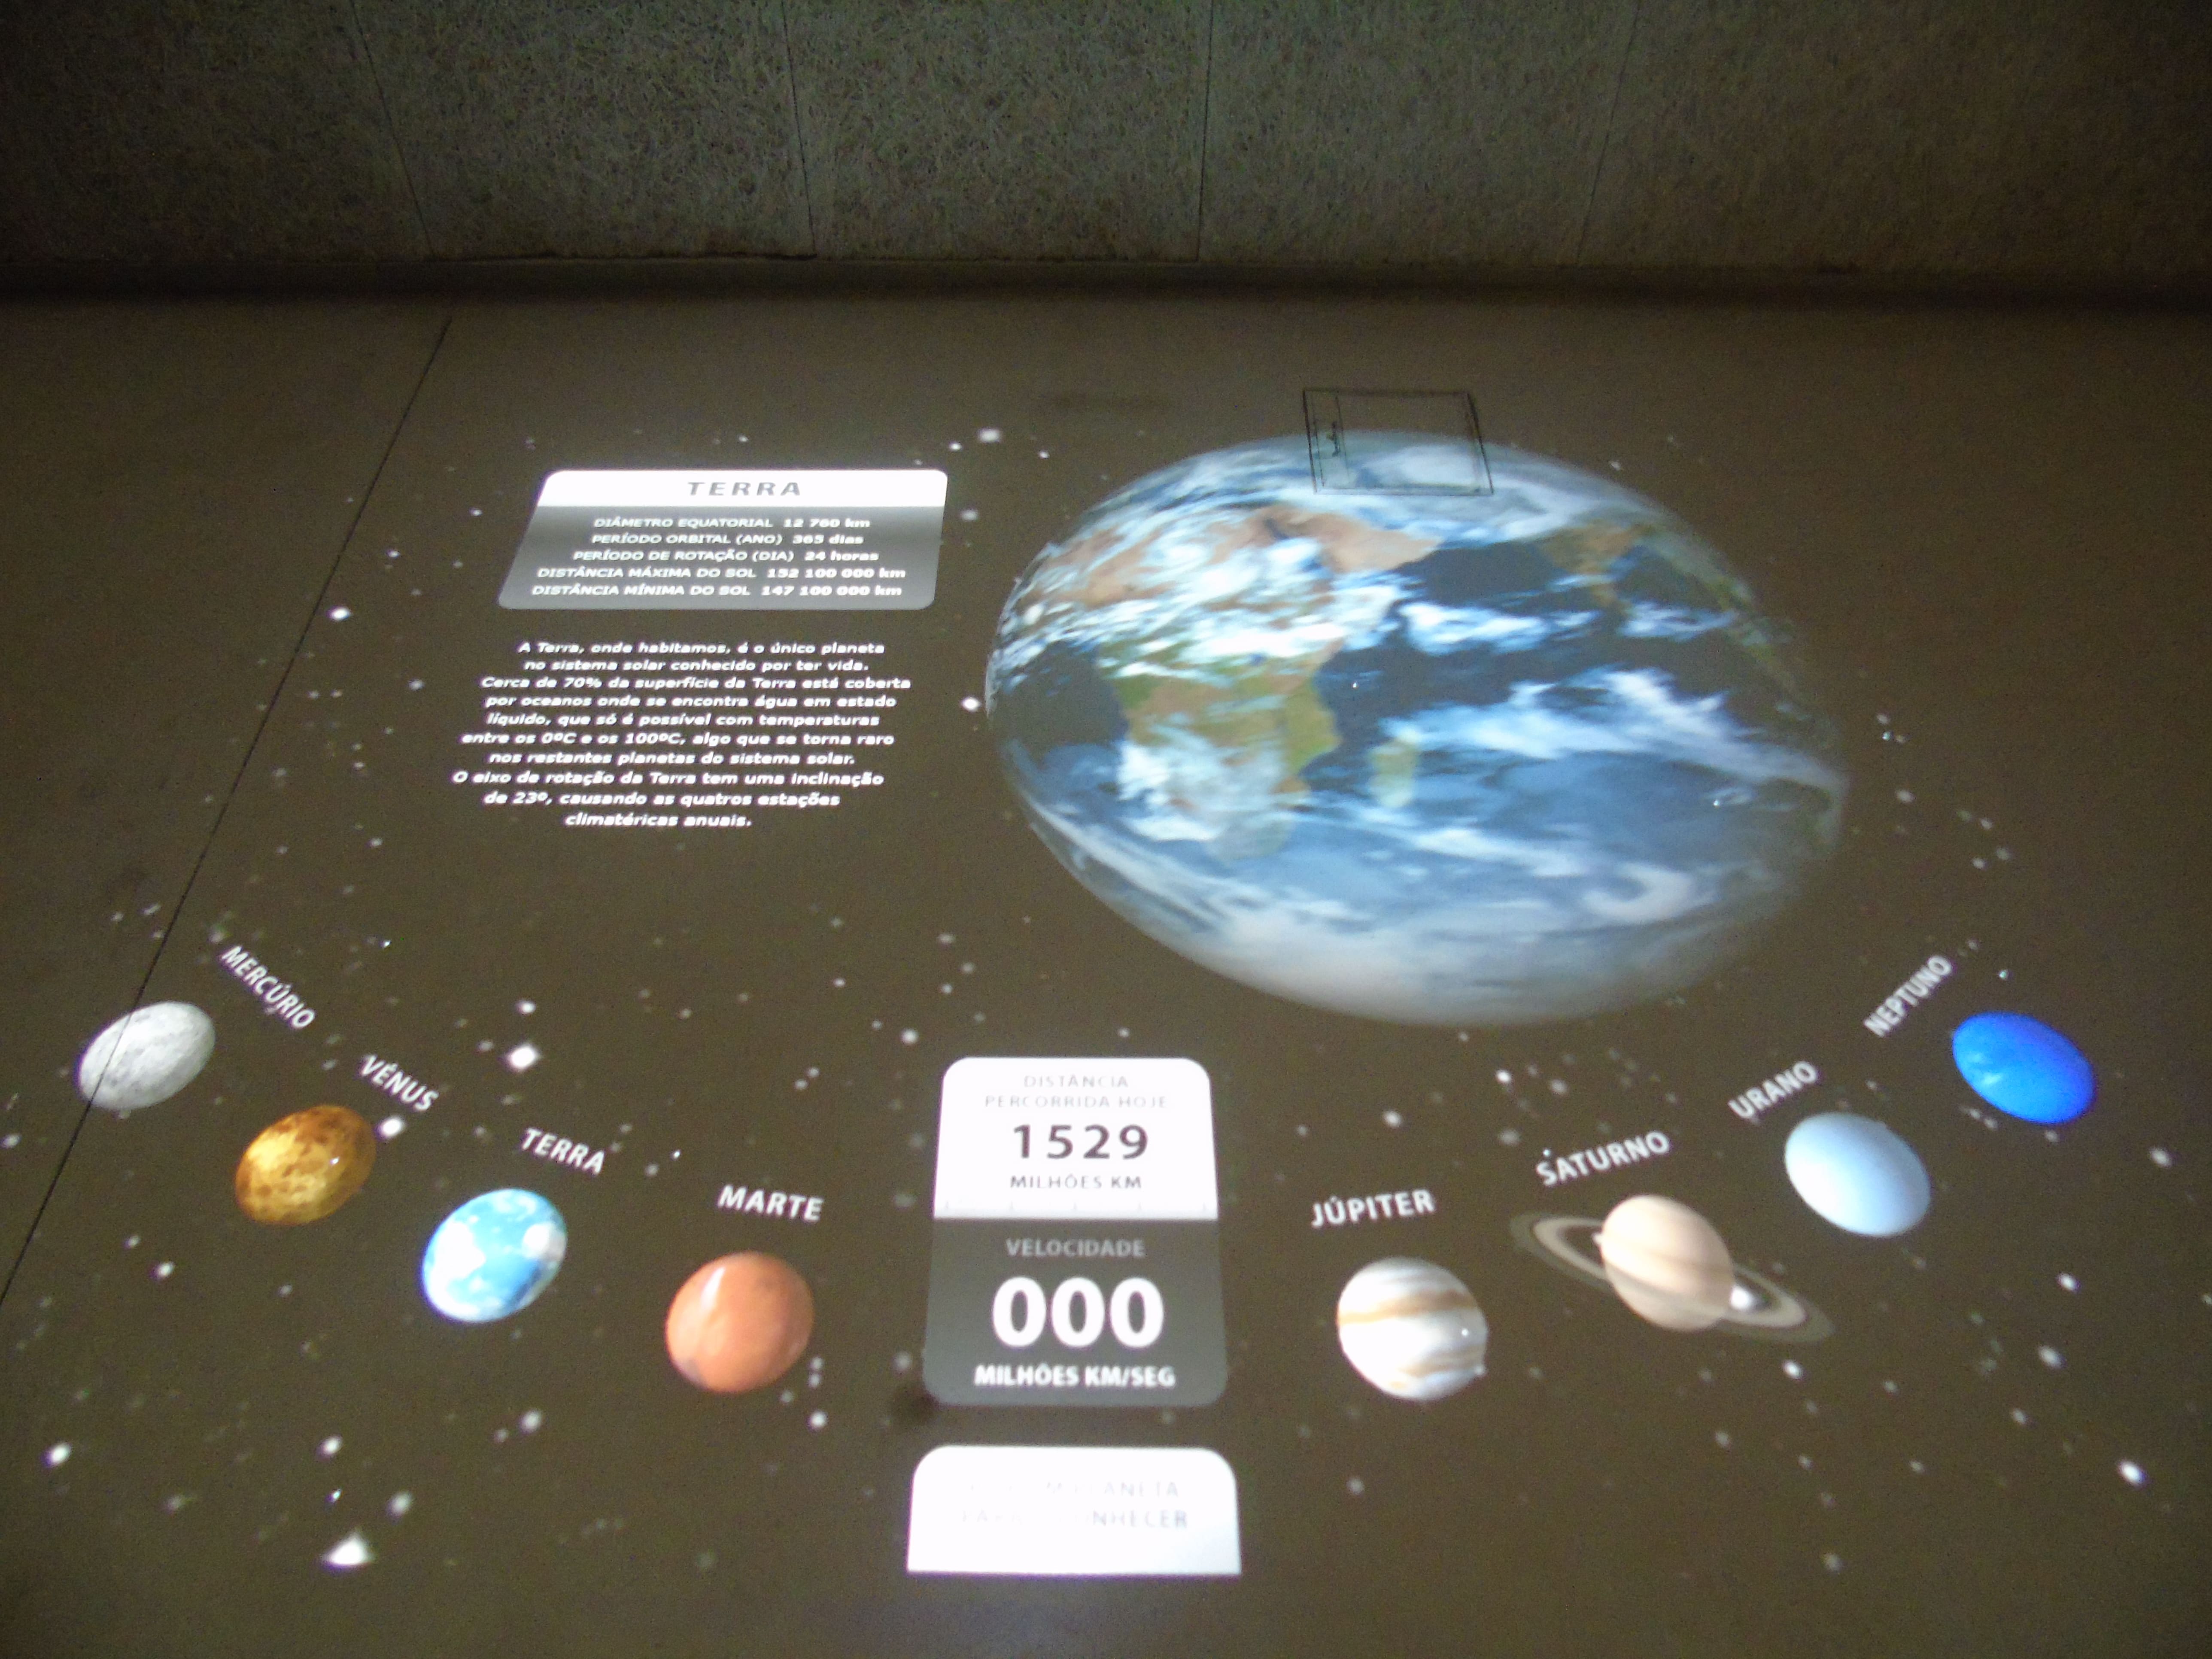 TERRA
DIÂMETRO EQUATORIAL 12 760 km
PERÍODO ORBITAL (ANO) 365 dias
PERÍODO DE ROTAÇÃO (DIA) 24 horas
DISTÂNCIA MÁXIMA DO SOL 152 100 000 km
DISTÂNCIA MÍNIMA DO SOL 147 100 000 km
A Terra, onde habitamos, é o único planeta
no sistema solar conhecido por ter vida.
Cerca de 70% da superfície da Terra está coberta
por oceanos onde se encontra água em estado
líquido, que só é possível com temperaturas
entre os 0ºC e os 100ºC, algo que se torna raro
nos restantes planetas do sistema solar.
O eixo de rotação da Terra tem uma inclinação
de 23º, causando as quatros estações
climatéricas anuais.
MERCÚRIO
VÉNUS
TERRA
MARTE
DISTÂNCIA
PERCORRIDA HOJE
1529
MILHÕES KM
VELOCIDADE
000
MILHÕES KM/SEG
JÚPITER
SATURNO
URANO
NEPTUNO